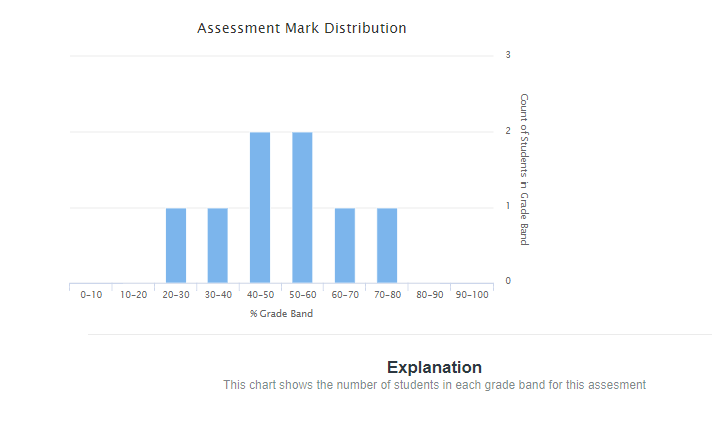 Assessment Mark Distribution
3
2
1
0
Count of Students in Grade Band
0-10 10-20 20-30 30-40 40-50 50-60 60-70 70-80 80-90 90-100
% Grade Band
Explanation
This chart shows the number of students in each grade band for this assesment